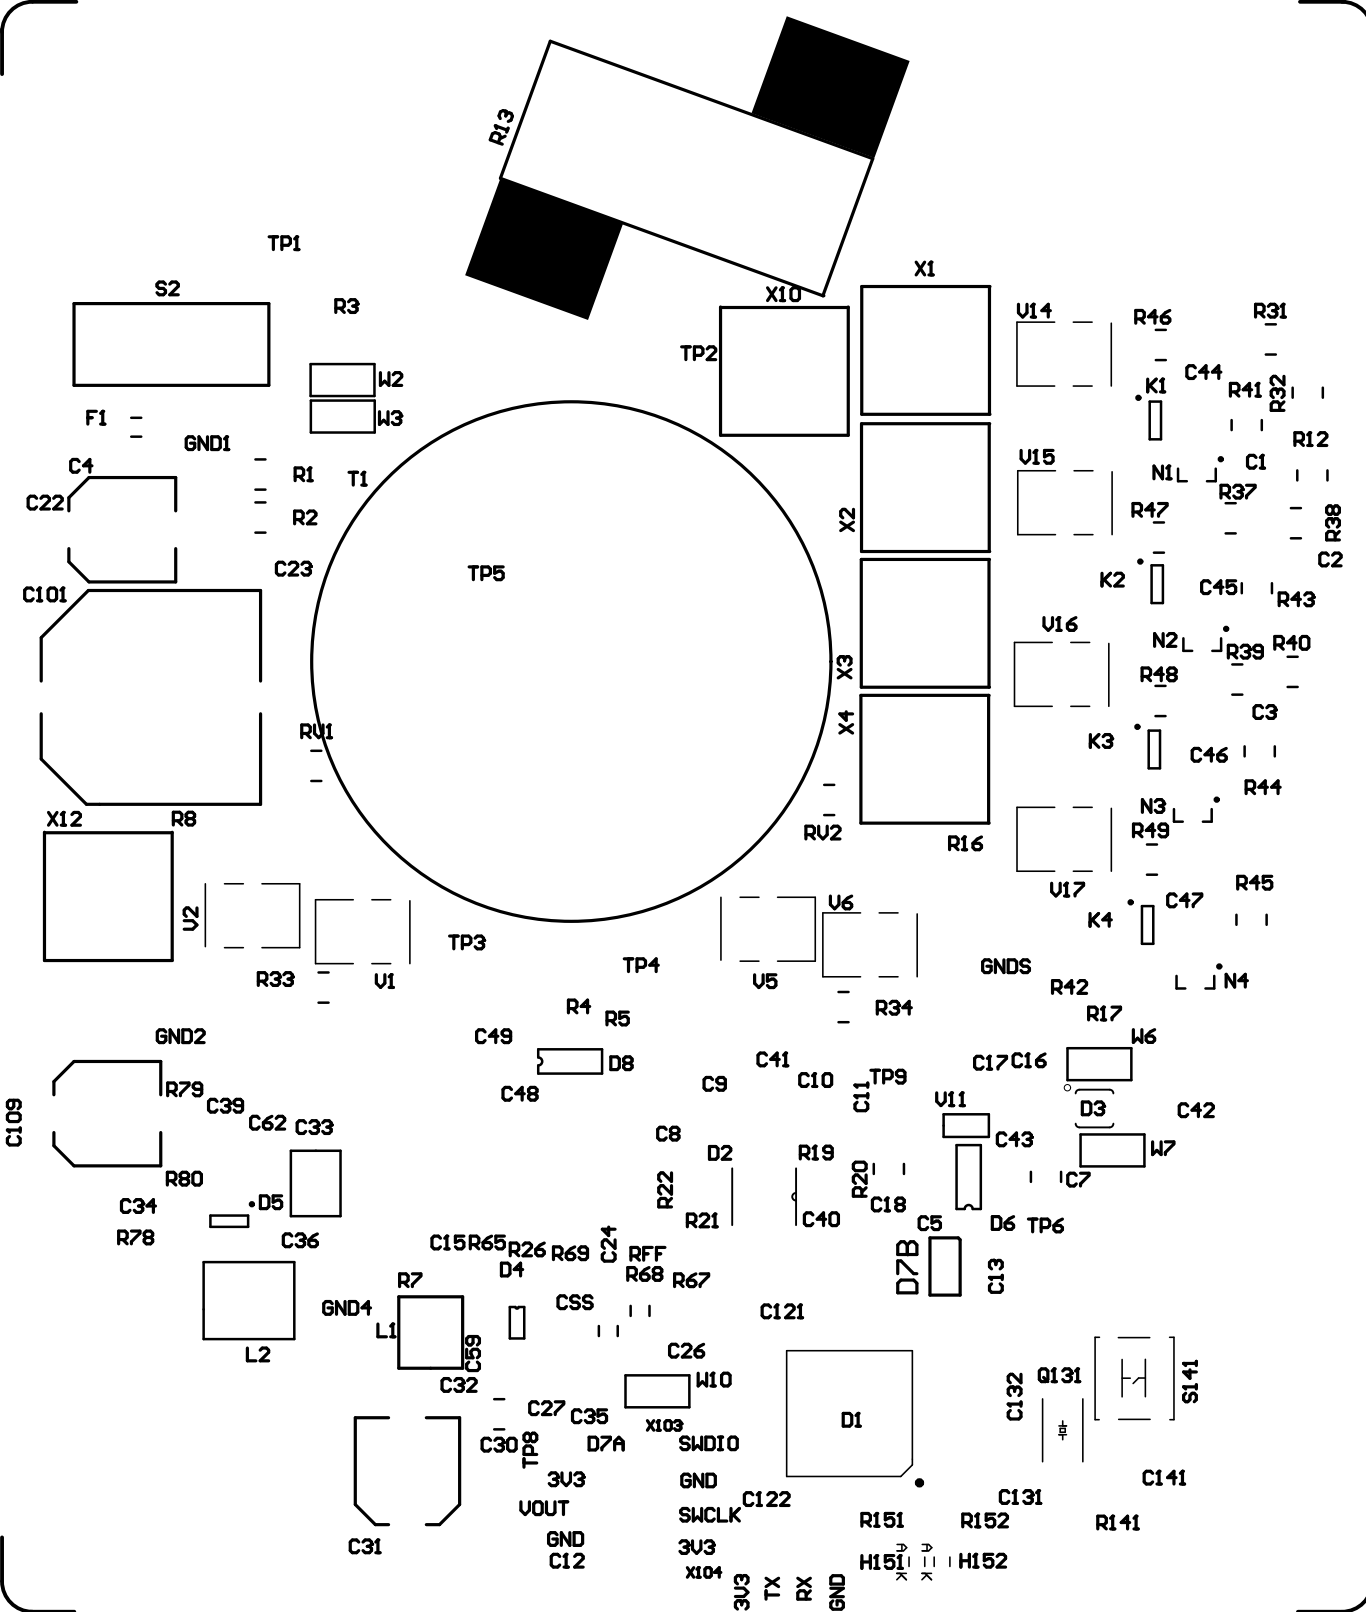 R13
TP1
X1
S2
X10
R3
V14
R46
R31
TP2
C44
W2
K1
R41
R32
F1
W3
GND1
R12
C4
R1
T1
V15
N1
C1
C22
R37
R2
X2
R47
R38
C23
TP5
K2
C45
C2
C101
R43
V16
N2
R39
R40
X3
R48
RV1
X4
K3
C3
C46
R44
X12
R8
RV2
N3
R49
R16
V17
R45
V2
V6
K4
C47
TP3
TP4
GNDS
R33
V1
V5
R42
N4
R4
R5
R34
R17
GND2
C49
D8
C41
C17
C16
W6
R79
C39
C48
C9
C10
C11
TP9
V11
D3
C42
C109
C62
C33
C8
D2
R19
C43
W7
R80
R22
R20
C7
C34
D5
R21
C40
C18
C5
D6
TP6
R78
C36
C15
R65
R26
R69
C24
RFF
D7B
C13
D4
R68
R67
R7
GND4
CSS
C121
L1
C59
L2
C26
C32
W10
C132
Q131
S141
C27
C35
X103
D1
C30
TP8
D7A
SWDIO
3V3
GND
C141
VOUT
C122
C131
SWCLK
R151
R152
R141
C31
GND
3V3
C12
H151
A
K
A
K
H152
X104
3V3
TX
RX
GND